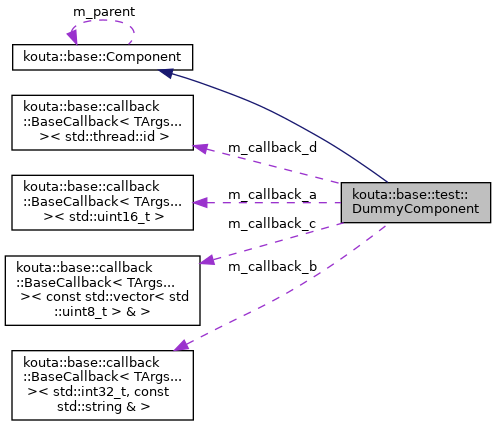 m_parent
kouta::base::Component
kouta::base::callback
::BaseCallback< TArgs...
>< std::thread::id >
m_callback_d
kouta::base::callback
::BaseCallback< TArgs...
>< std::uint16_t >
m_callback_a
kouta::base::test::
DummyComponent
m_callback_c
kouta::base::callback
::BaseCallback< TArgs...
>< const std::vector< std
::uint8_t > & >
m_callback_b
kouta::base::callback
::BaseCallback< TArgs...
>< std::int32_t, const
std::string & >